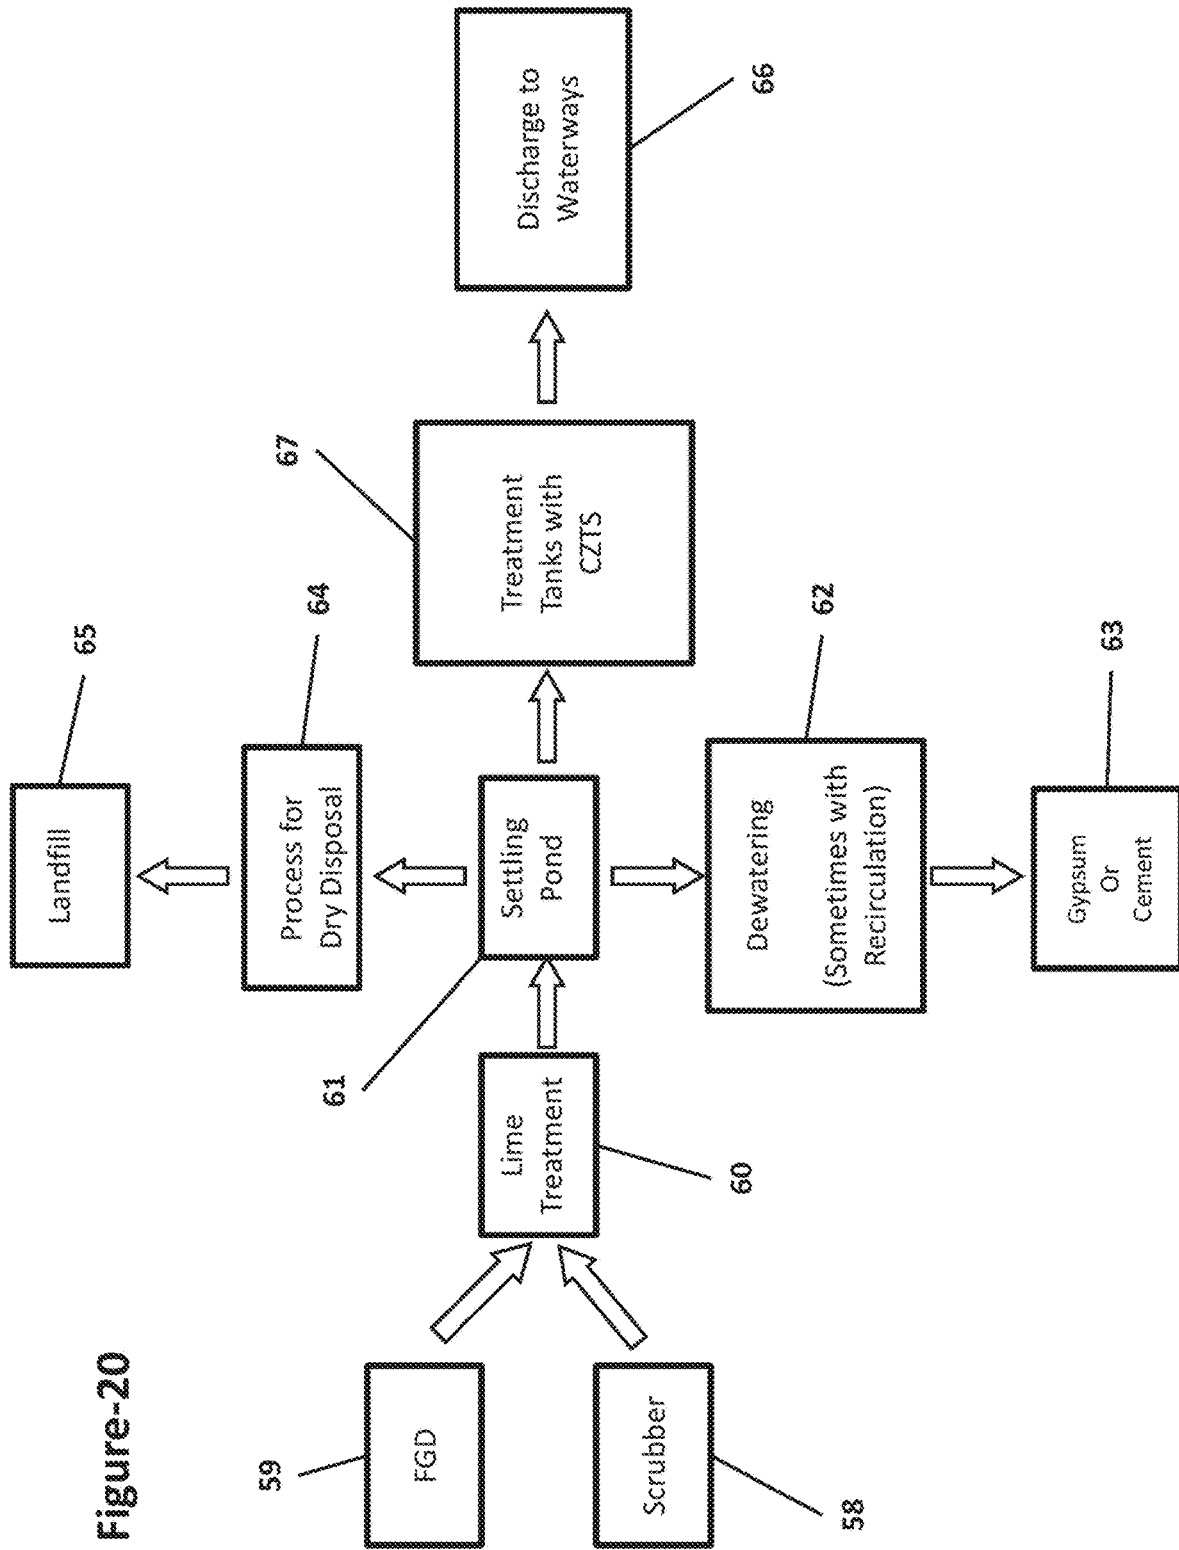 Figure-20
59
FGD
Scrubber
58
Lime
Treatment
60
61
Settling
Pond
Process for
Dry Disposal
64
Landfill
65
Dewatering
(Sometimes with
Recirculation)
62
Gypsum
Or
Cement
63
67
Treatment
Tanks with
CZTS
Discharge to
Waterways
66